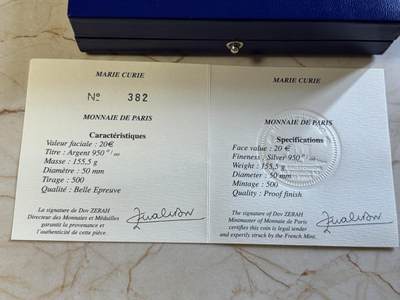 MARIE CURIE
Nº 382
MONNAIE DE PARIS
Caractéristiques
Valeur faciale : 20€
Titre : Argent 950 °/₀₀
Masse : 155,5 g
Diamètre : 50 mm
Tirage : 500
Qualité : Belle Epreuve
La signature de Dov ZERAH
Directeur des Monnaies et Médailles
garantit la provenance et
l'authenticité de cette pièce.
MARIE CURIE
MONNAIE DE PARIS
Specifications
Face value : 20 €
Fineness : Silver 950 °/₀₀
Weight : 155,5 g
Diameter : 50 mm
Mintage : 500
Quality : Proof finish
The signature of Dov ZERAH
Mintmaster of Monnaie de Paris
certifies this coin is legal tender
and expertly struck by the French Mint.